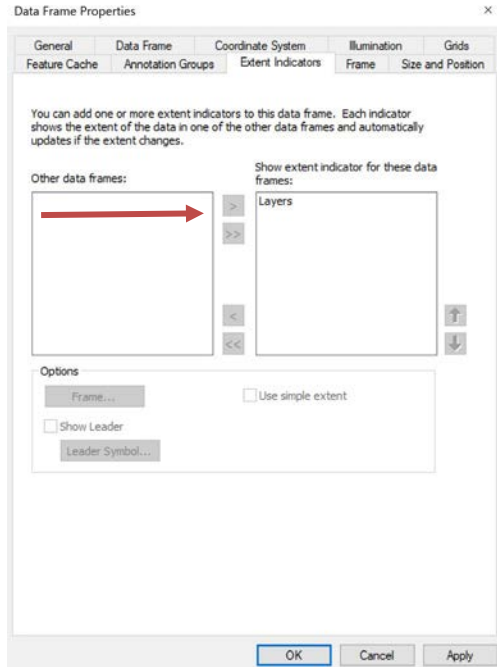 Data Frame Properties
×
General Data Frame Coordinate System Illumination Grids
Feature Cache Annotation Groups Extent Indicators Frame Size and Position
You can add one or more extent indicators to this data frame. Each indicator
shows the extent of the data in one of the other data frames and automatically
updates if the extent changes.
Other data frames:
Show extent indicator for these data
frames:
Layers
>
>>
<
<<
Options
Frame...
Use simple extent
Show Leader
Leader Symbol...
OK Cancel Apply